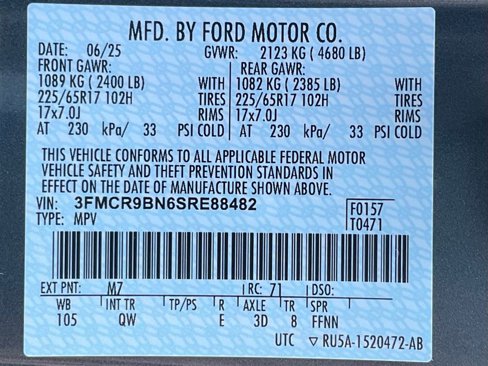 MFD. BY FORD MOTOR CO.
DATE: 06/25 GVWR: 2123 KG ( 4680 LB)
FRONT GAWR: REAR GAWR:
1089 KG ( 2400 LB) WITH 1082 KG ( 2385 LB) WITH
225/65R17 102H TIRES 225/65R17 102H TIRES
17x7.0J RIMS 17x7.0J RIMS
AT 230 kPa/ 33 PSI COLD AT 230 kPa/ 33 PSI COLD
THIS VEHICLE CONFORMS TO ALL APPLICABLE FEDERAL MOTOR
VEHICLE SAFETY AND THEFT PREVENTION STANDARDS IN
EFFECT ON THE DATE OF MANUFACTURE SHOWN ABOVE.
VIN: 3FMCR9BN6SRE88482 F0157
TYPE: MPV T0471
EXT PNT: M7 RC: 71 DSO:
WB INT TR TP/PS R AXLE TR SPR
105 QW E 3D 8 FFNN
UTC ▽ RU5A-1520472-AB